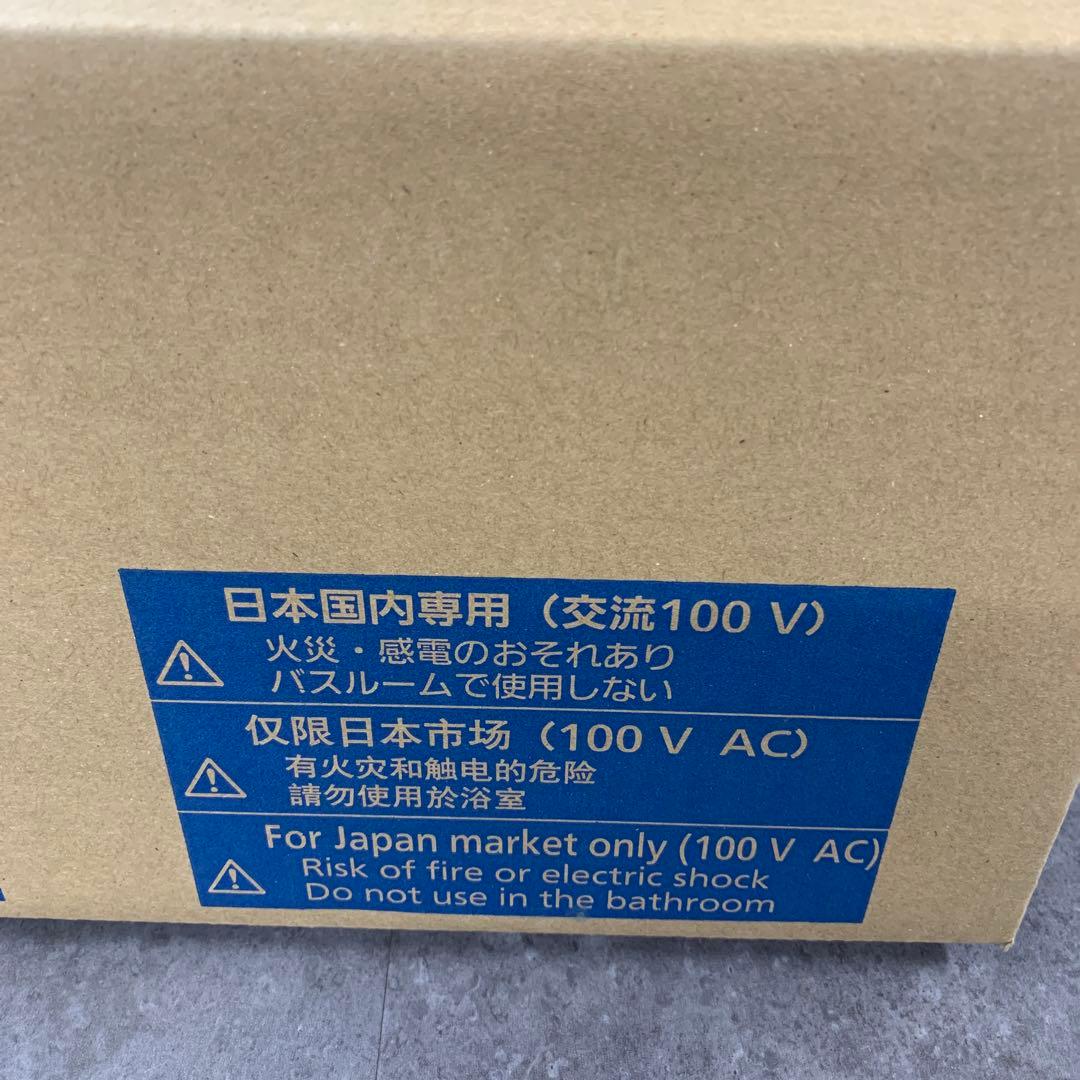 日本国内専用（交流100 V）
火災・感電のおそれあり
バスルームで使用しない
仅限日本市场（100 V AC）
有火灾和触电的危险
請勿使用於浴室
For Japan market only (100 V AC)
Risk of fire or electric shock
Do not use in the bathroom